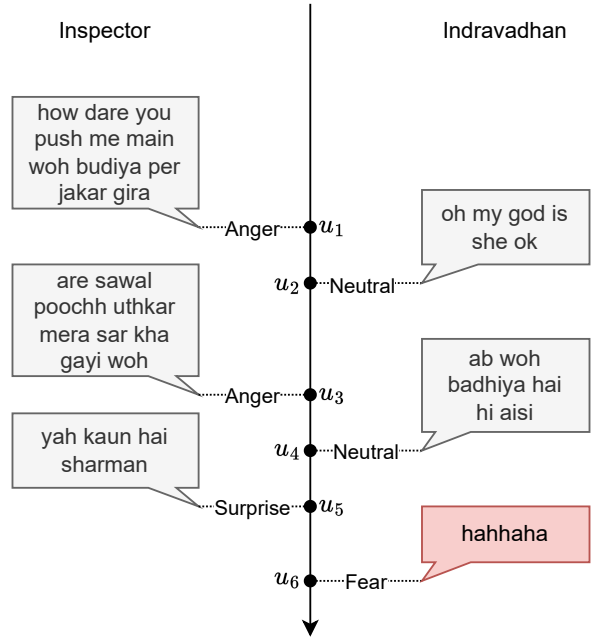 Inspector
Indravadhan
how dare you
push me main
woh budiya per
jakar gira
Anger
u1
oh my god is
she ok
u2
Neutral
are sawal
poochh uthkar
mera sar kha
gayi woh
Anger
u3
ab woh
badhiya hai
hi aisi
u4
Neutral
yah kaun hai
sharman
Surprise
u5
hahhaha
u6
Fear